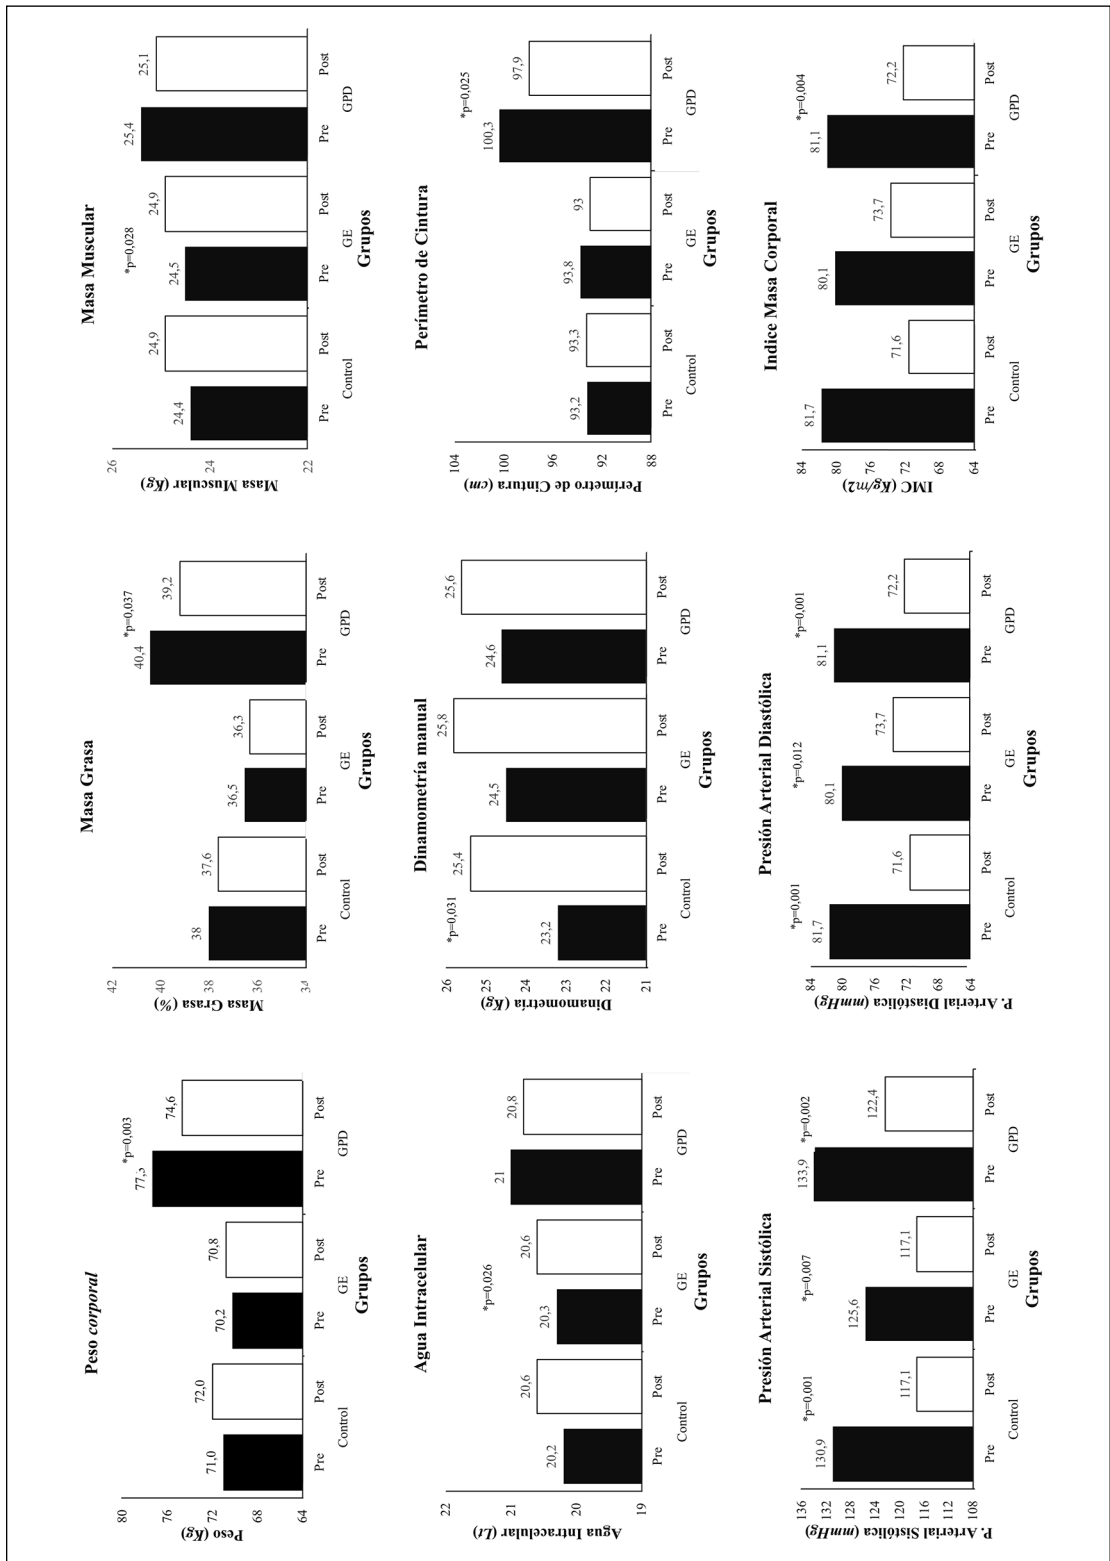 Peso corporal
Peso (Kg)
80
76
72
68
64
71,0
72,0
70,2
70,8
77,3
74,6
*p=0,003
Pre
Post
Pre
Post
Pre
Post
Control
GE
GPD
Grupos
Masa Grasa
Masa Grasa (%)
42
40
38
36
34
38
37,6
36,5
36,3
40,4
39,2
*p=0,037
Pre
Post
Pre
Post
Pre
Post
Control
GE
GPD
Grupos
Masa Muscular
Masa Muscular (Kg)
26
24
22
24,4
24,9
24,5
24,9
*p=0,028
25,4
25,1
Pre
Post
Pre
Post
Pre
Post
Control
GE
GPD
Grupos
Agua Intracelular
Agua Intracelular (Lt)
22
21
20
19
20,2
20,6
20,3
20,6
*p=0,026
21
20,8
Pre
Post
Pre
Post
Pre
Post
Control
GE
GPD
Grupos
Dinamometría manual
Dinamometría (Kg)
26
25
24
23
22
21
23,2
25,4
*p=0,031
24,5
25,8
24,6
25,6
Pre
Post
Pre
Post
Pre
Post
Control
GE
GPD
Grupos
Perímetro de Cintura
Perímetro de Cintura (cm)
104
100
96
92
88
93,2
93,3
93,8
93
100,3
97,9
*p=0,025
Pre
Post
Pre
Post
Pre
Post
Control
GE
GPD
Grupos
Presión Arterial Sistólica
P. Arterial Sistólica (mmHg)
136
132
128
124
120
116
112
108
130,9
117,1
*p=0,001
125,6
117,1
*p=0,007
133,9
122,4
*p=0,002
Pre
Post
Pre
Post
Pre
Post
Control
GE
GPD
Grupos
Presión Arterial Diastólica
P. Arterial Diastólica (mmHg)
84
80
76
72
68
64
81,7
71,6
*p=0,001
80,1
73,7
*p=0,012
81,1
72,2
*p=0,001
Pre
Post
Pre
Post
Pre
Post
Control
GE
GPD
Grupos
Indice Masa Corporal
IMC (Kg/m2)
84
80
76
72
68
64
81,7
71,6
80,1
73,7
81,1
72,2
*p=0,004
Pre
Post
Pre
Post
Pre
Post
Control
GE
GPD
Grupos